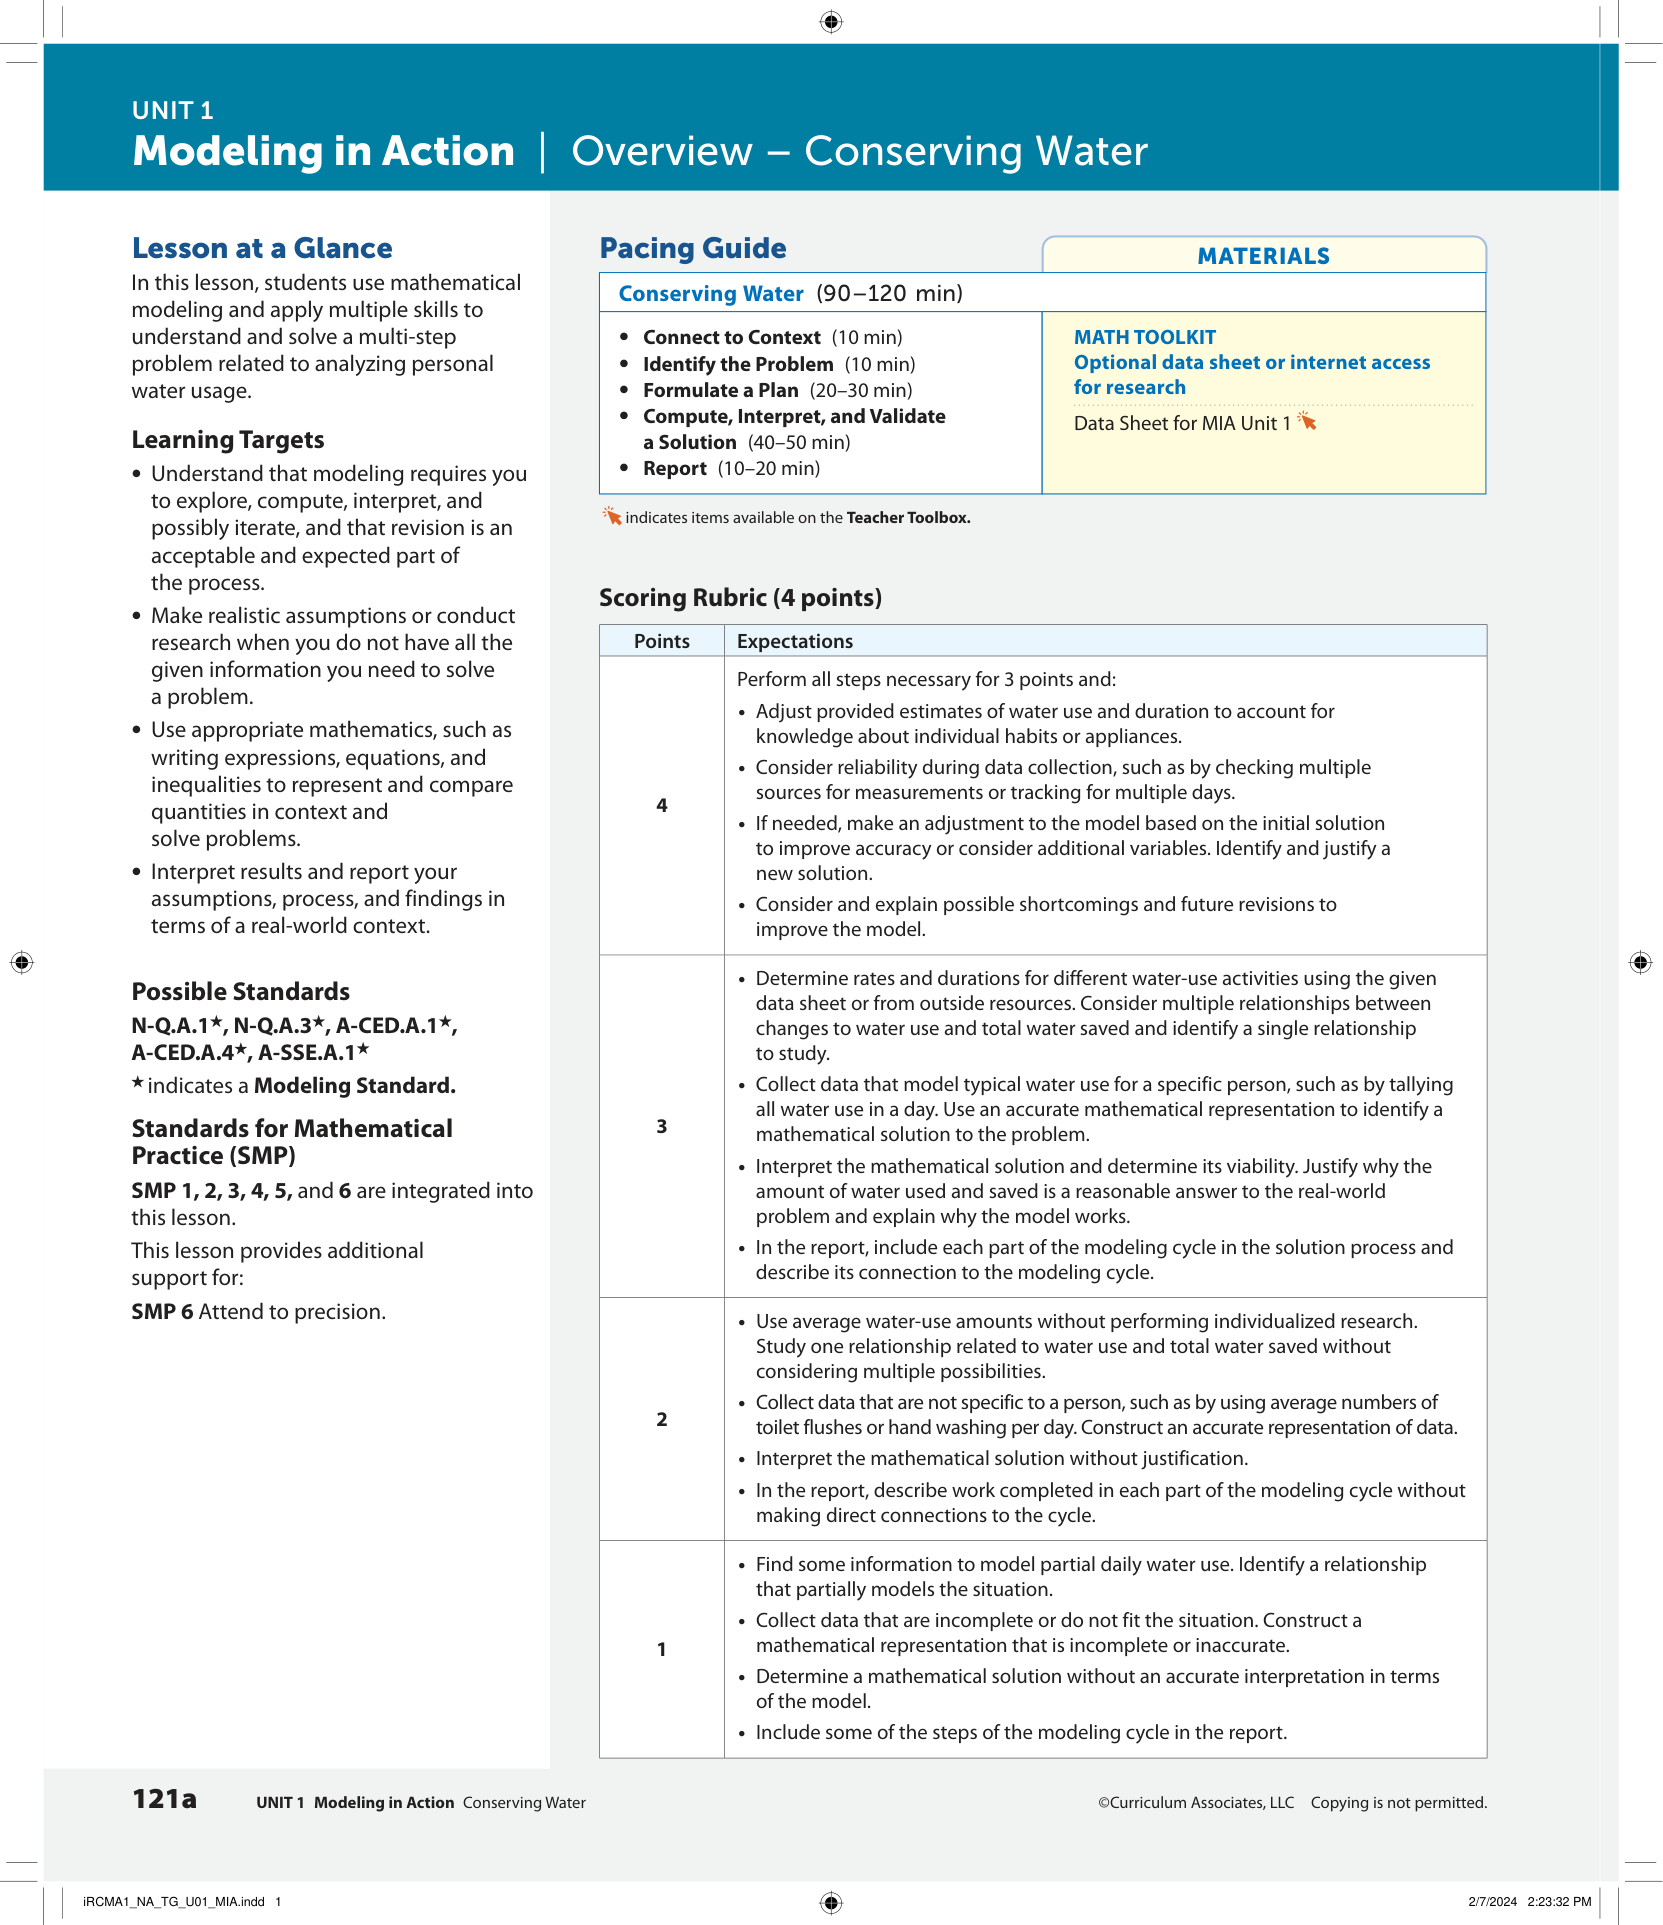 UNIT 1
Modeling in Action | Overview – Conserving Water
Lesson at a Glance
In this lesson, students use mathematical
modeling and apply multiple skills to
understand and solve a multi-step
problem related to analyzing personal
water usage.
Learning Targets
• Understand that modeling requires you
to explore, compute, interpret, and
possibly iterate, and that revision is an
acceptable and expected part of
the process.
• Make realistic assumptions or conduct
research when you do not have all the
given information you need to solve
a problem.
• Use appropriate mathematics, such as
writing expressions, equations, and
inequalities to represent and compare
quantities in context and
solve problems.
• Interpret results and report your
assumptions, process, and findings in
terms of a real-world context.
Possible Standards
N-Q.A.1★, N-Q.A.3★, A-CED.A.1★,
A-CED.A.4★, A-SSE.A.1★
★ indicates a Modeling Standard.
Standards for Mathematical
Practice (SMP)
SMP 1, 2, 3, 4, 5, and 6 are integrated into
this lesson.
This lesson provides additional
support for:
SMP 6 Attend to precision.
Pacing Guide
MATERIALS
Conserving Water (90–120 min)
• Connect to Context (10 min)
• Identify the Problem (10 min)
• Formulate a Plan (20–30 min)
• Compute, Interpret, and Validate
a Solution (40–50 min)
• Report (10–20 min)
MATH TOOLKIT
Optional data sheet or internet access
for research
Data Sheet for MIA Unit 1
indicates items available on the Teacher Toolbox.
Scoring Rubric (4 points)
Points Expectations
4
Perform all steps necessary for 3 points and:
• Adjust provided estimates of water use and duration to account for
knowledge about individual habits or appliances.
• Consider reliability during data collection, such as by checking multiple
sources for measurements or tracking for multiple days.
• If needed, make an adjustment to the model based on the initial solution
to improve accuracy or consider additional variables. Identify and justify a
new solution.
• Consider and explain possible shortcomings and future revisions to
improve the model.
3
• Determine rates and durations for different water-use activities using the given
data sheet or from outside resources. Consider multiple relationships between
changes to water use and total water saved and identify a single relationship
to study.
• Collect data that model typical water use for a specific person, such as by tallying
all water use in a day. Use an accurate mathematical representation to identify a
mathematical solution to the problem.
• Interpret the mathematical solution and determine its viability. Justify why the
amount of water used and saved is a reasonable answer to the real-world
problem and explain why the model works.
• In the report, include each part of the modeling cycle in the solution process and
describe its connection to the modeling cycle.
2
• Use average water-use amounts without performing individualized research.
Study one relationship related to water use and total water saved without
considering multiple possibilities.
• Collect data that are not specific to a person, such as by using average numbers of
toilet flushes or hand washing per day. Construct an accurate representation of data.
• Interpret the mathematical solution without justification.
• In the report, describe work completed in each part of the modeling cycle without
making direct connections to the cycle.
1
• Find some information to model partial daily water use. Identify a relationship
that partially models the situation.
• Collect data that are incomplete or do not fit the situation. Construct a
mathematical representation that is incomplete or inaccurate.
• Determine a mathematical solution without an accurate interpretation in terms
of the model.
• Include some of the steps of the modeling cycle in the report.
121a UNIT 1 Modeling in Action Conserving Water
©Curriculum Associates, LLC Copying is not permitted.
iRCMA1_NA_TG_U01_MIA.indd 1
2/7/2024 2:23:32 PM